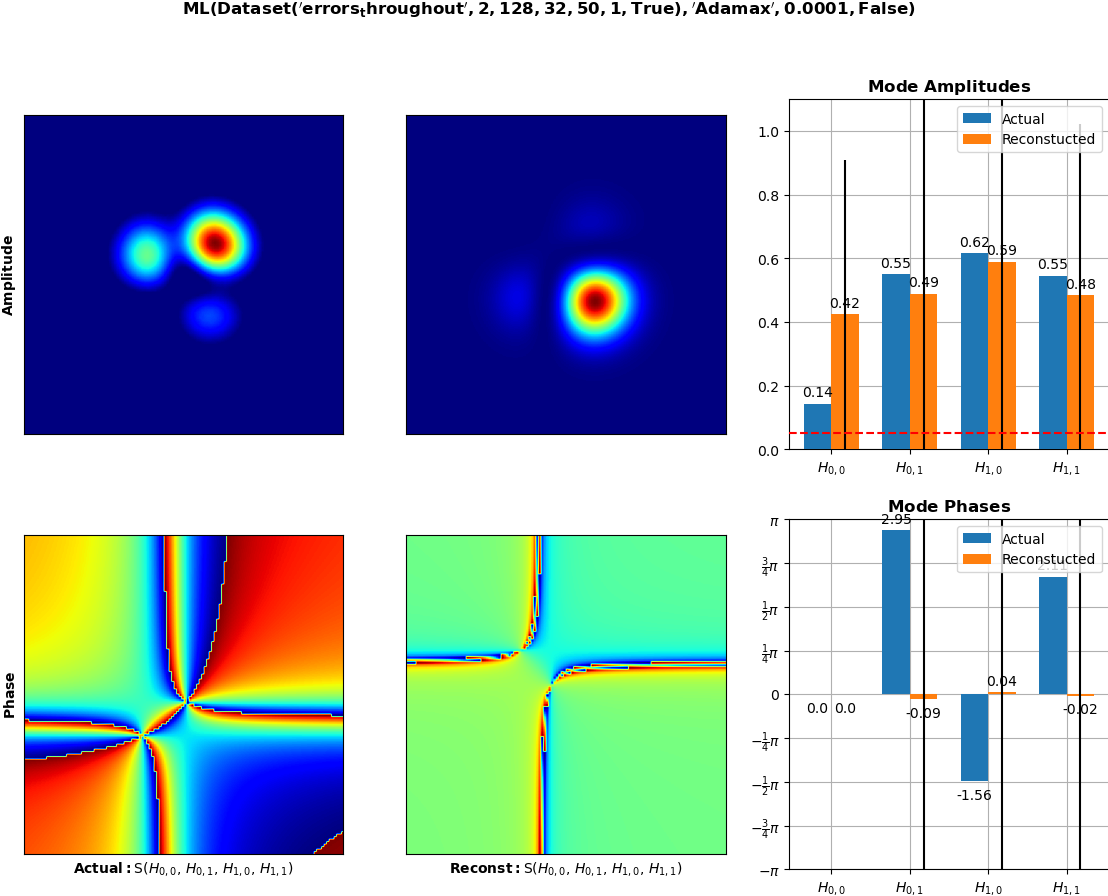 ML(Dataset('errors_throughout', 2, 128, 32, 50, 1, True), 'Adamax', 0.0001, False)
Amplitude
Mode Amplitudes
Actual
Reconstucted
1.0
0.8
0.6
0.4
0.2
0.0
0.14
0.42
0.55
0.49
0.62
0.59
0.55
0.48
H0,0
H0,1
H1,0
H1,1
Phase
Actual: S(H0,0, H0,1, H1,0, H1,1)
Reconst: S(H0,0, H0,1, H1,0, H1,1)
Mode Phases
Actual
Reconstucted
π
3/4π
1/2π
1/4π
0
−1/4π
−1/2π
−3/4π
−π
0.0
0.0
2.95
-0.09
-1.56
0.04
-0.02
H0,0
H0,1
H1,0
H1,1